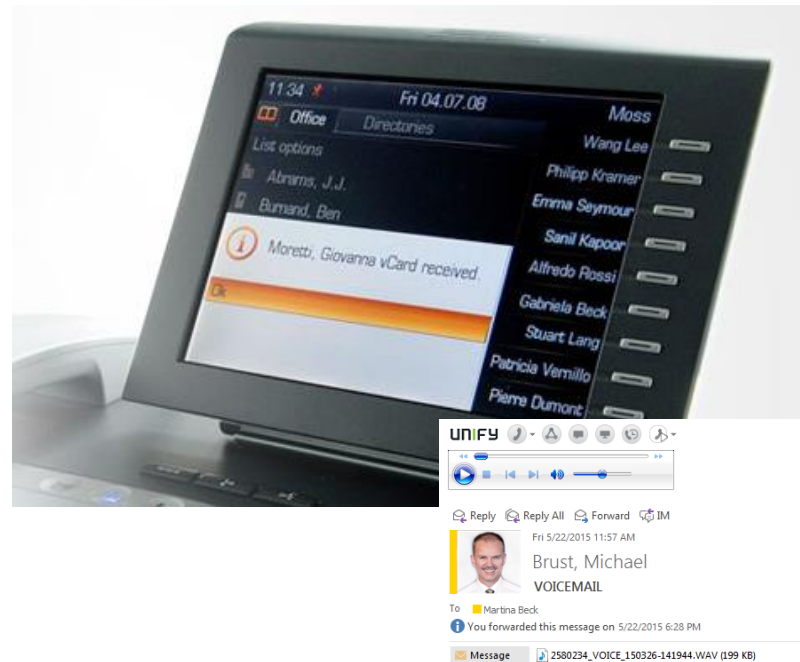 11:34 Fri 04.07.08 Moss
Office Directories
List options
Abrams, J.J.
Burnand, Ben
Moretti, Giovanna vCard received.
Ok
Wang Lee
Philipp Kramer
Emma Seymour
Sanil Kapoor
Alfredo Rossi
Gabriela Beck
Stuart Lang
Patricia Vernillo
Pierre Dumont
UNIFY
Reply Reply All Forward IM
Fri 5/22/2015 11:57 AM
Brust, Michael
VOICEMAIL
To Martina Beck
You forwarded this message on 5/22/2015 6:28 PM
Message 2580234_VOICE_150326-141944.WAV (199 KB)